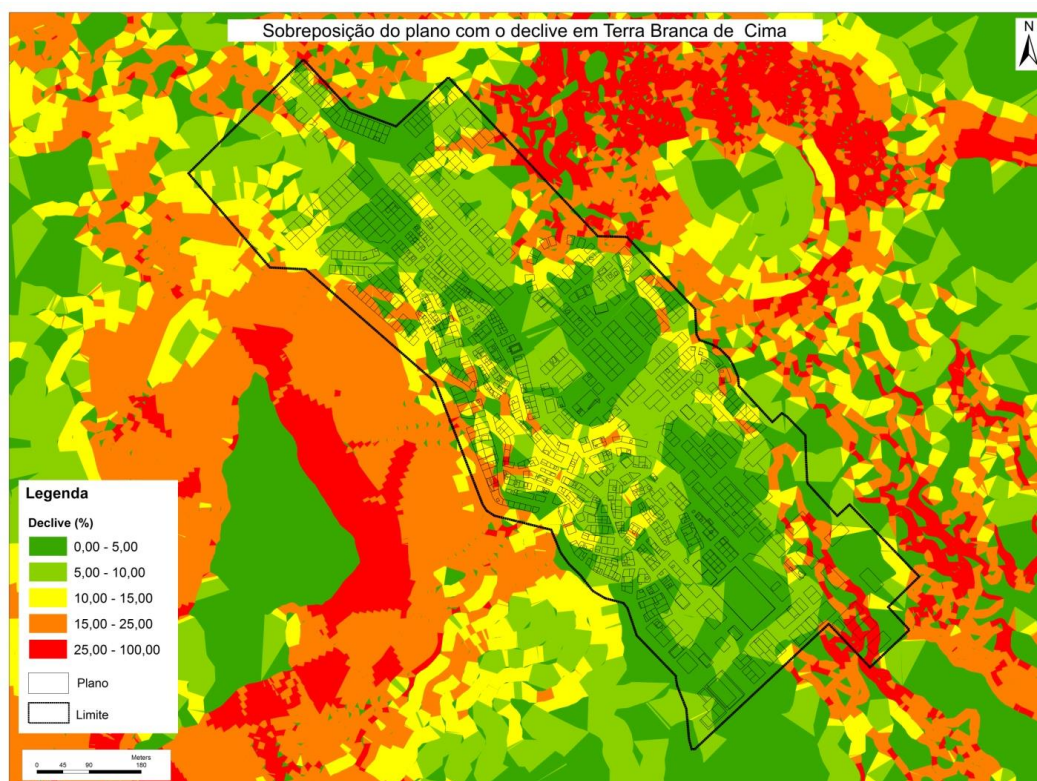 Sobreposição do plano com o declive em Terra Branca de Cima
N
Legenda
Declive (%)
0,00 - 5,00
5,00 - 10,00
10,00 - 15,00
15,00 - 25,00
25,00 - 100,00
Plano
Limite
Meters
0 45 90 180